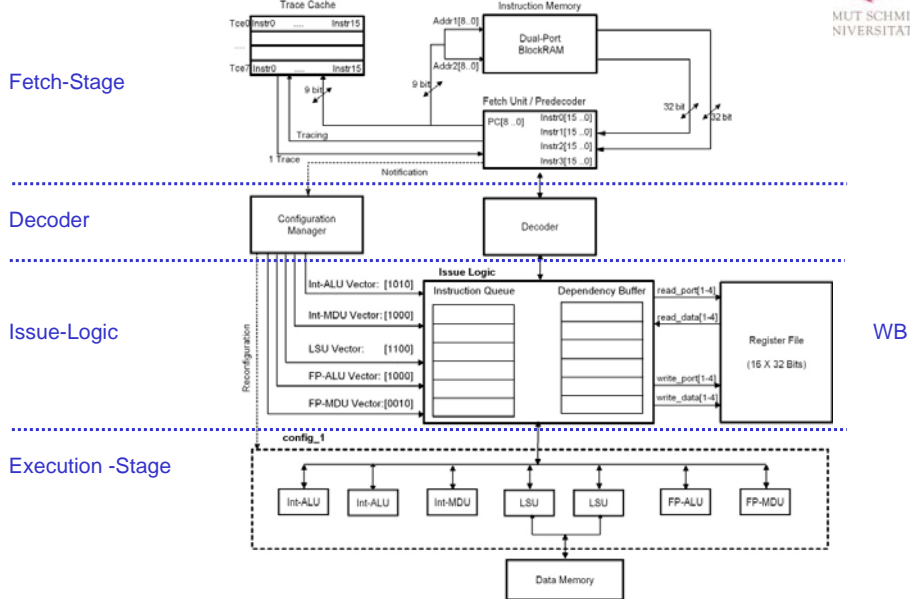 Trace Cache
Instruction Memory
MUT SCHMI
NIVERSITÄT
Tce0 Instr0 .... Instr15
....
Tce7 Instr0 .... Instr15
Addr1[8..0]
Addr2[8..0]
Dual-Port
BlockRAM
Fetch-Stage
9 bit
9 bit
32 bit
32 bit
Fetch Unit / Predecoder
PC[8 ..0]
Instr0[15 ..0]
Instr1[15 ..0]
Instr2[15 ..0]
Instr3[15 ..0]
Tracing
1 Trace
Notification
Decoder
Configuration
Manager
Decoder
Issue Logic
Int-ALU Vector: [1010]
Int-MDU Vector: [1000]
LSU Vector: [1100]
FP-ALU Vector: [1000]
FP-MDU Vector:[0010]
Instruction Queue
Dependency Buffer
read_port[1-4]
read_data[1-4]
write_port[1-4]
write_data[1-4]
Register File
(16 X 32 Bits)
Issue-Logic
WB
Reconfiguration
config_1
Execution -Stage
Int-ALU
Int-ALU
Int-MDU
LSU
LSU
FP-ALU
FP-MDU
Data Memory